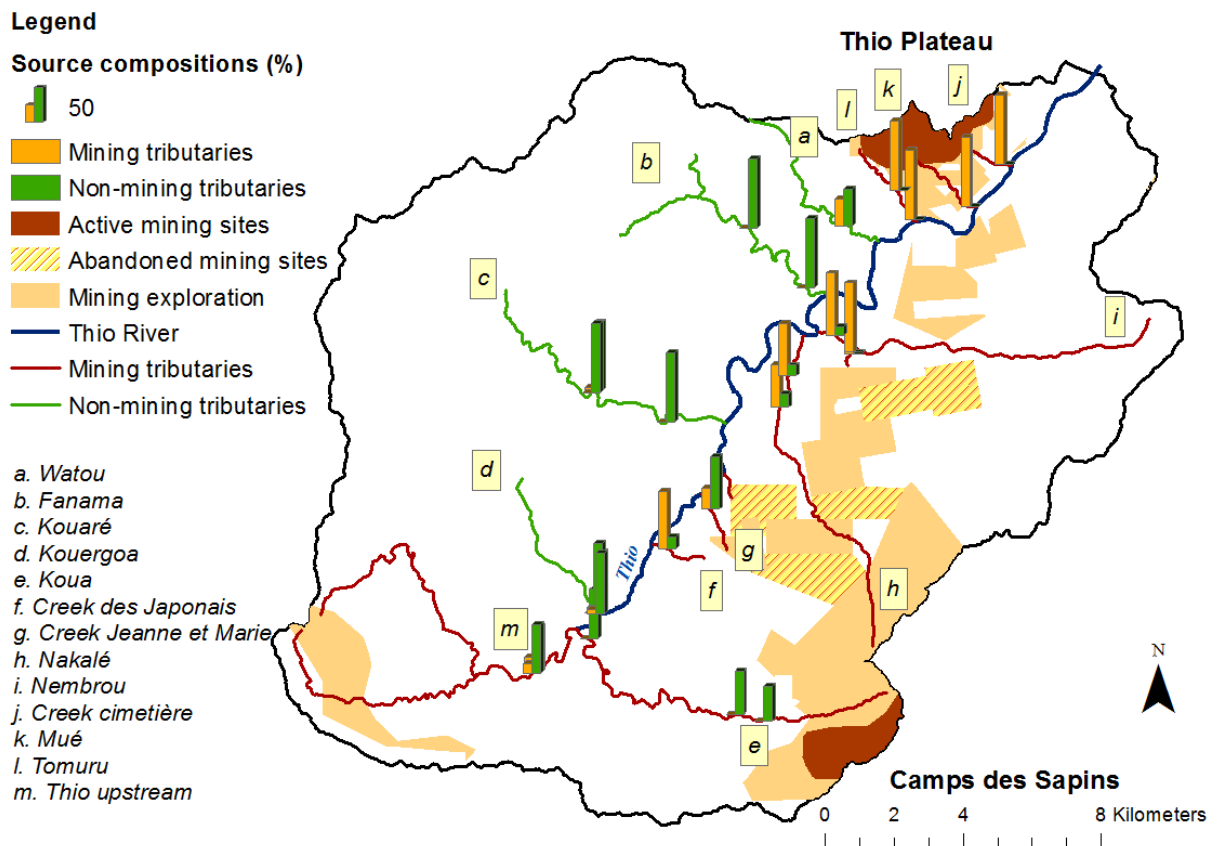 Legend
Source compositions (%)
50
Mining tributaries
Non-mining tributaries
Active mining sites
Abandoned mining sites
Mining exploration
Thio River
Mining tributaries
Non-mining tributaries
a. Watou
b. Fanama
c. Kouaré
d. Kouergoa
e. Koua
f. Creek des Japonais
g. Creek Jeanne et Marie
h. Nakalé
i. Nembrou
j. Creek cimetière
k. Mué
l. Tomuru
m. Thio upstream
Thio Plateau
j
k
l
a
b
c
i
d
Thio
g
f
h
m
e
N
Camps des Sapins
0 2 4 8 Kilometers